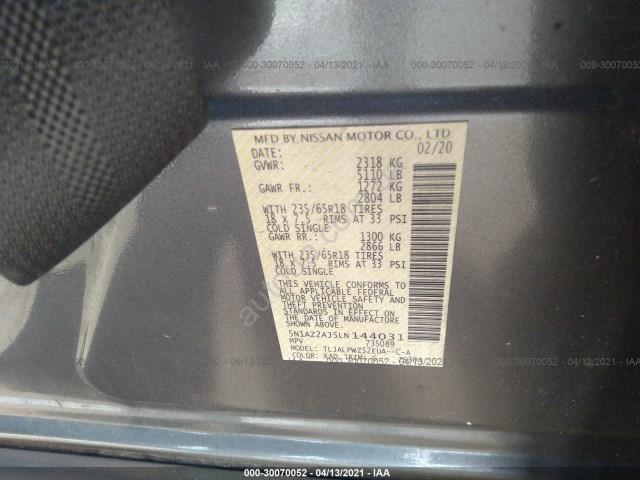 000-30070052 - 04/13/2021 - IAA
MFD BY NISSAN MOTOR CO., LTD
DATE: 02/20
GVWR: 2318 KG
5110 LB
GAWR FR.: 1272 KG
2804 LB
WITH 235/65R18 TIRES
18 X 7.5 RIMS AT 33 PSI
COLD SINGLE
GAWR RR.: 1300 KG
2866 LB
WITH 235/65R18 TIRES
18 X 7.5 RIMS AT 33 PSI
COLD SINGLE
THIS VEHICLE CONFORMS TO
ALL APPLICABLE FEDERAL
MOTOR VEHICLE SAFETY AND
THEFT PREVENTION
STANDARDS IN EFFECT ON
THE DATE OF MANUFACTURE
SHOWN ABOVE.
5N1AZ2AJ5LN144031
MPV 735089
MODEL: TLJALPWZ52EUA--C-A
COLOR: KAD TRIM:
000-30070052 - 04/13/2021 - IAA
000-30070052 - 04/13/2021 - IAA